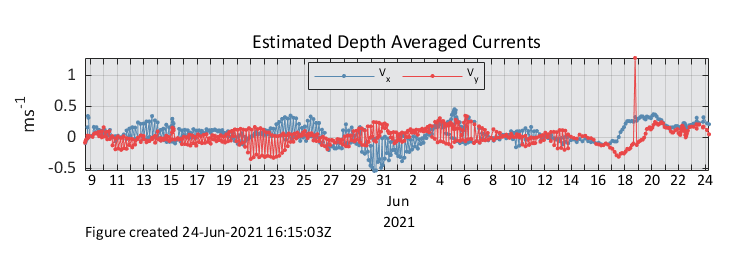 Estimated Depth Averaged Currents
Vx Vy
ms-1
1
0.5
0
-0.5
9 11 13 15 17 19 21 23 25 27 29 31 2 4 6 8 10 12 14 16 18 20 22 24
Jun
2021
Figure created 24-Jun-2021 16:15:03Z